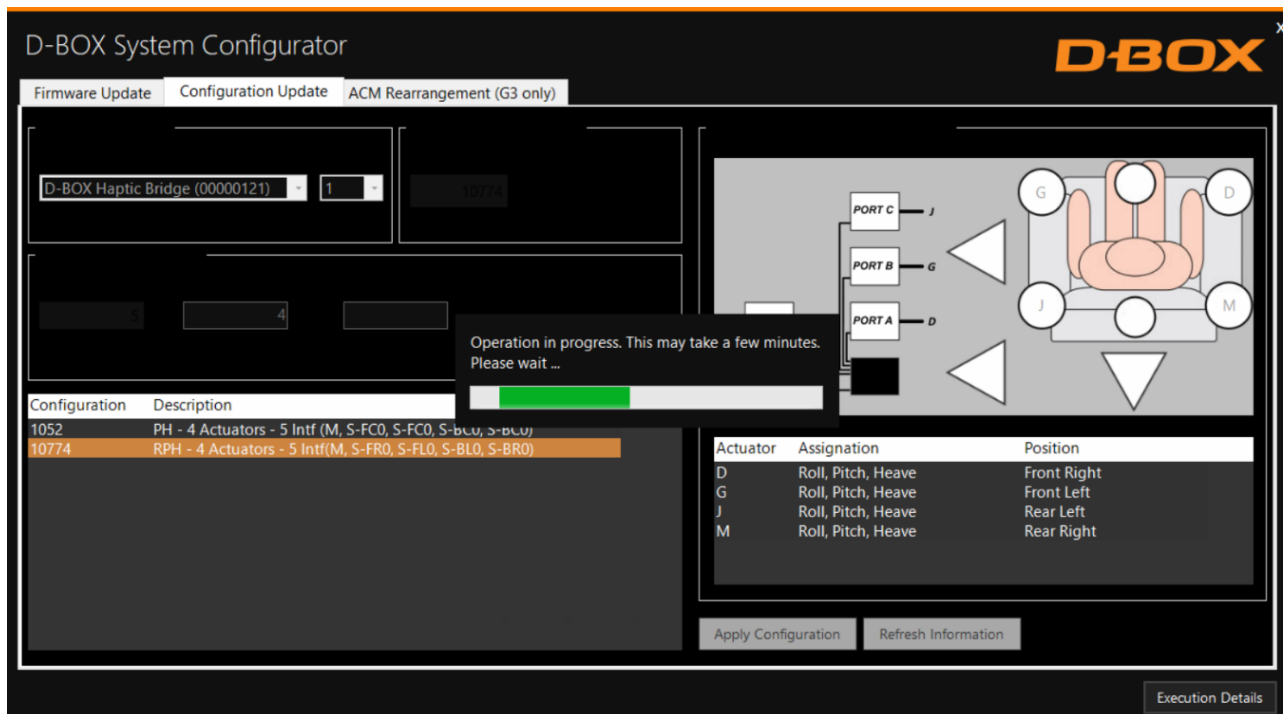 X
D-BOX System Configurator
D-BOX
Firmware Update Configuration Update ACM Rearrangement (G3 only)
D-BOX Haptic Bridge (00000121) 1 10774
5 4
PORT C J
PORT B G
PORT A D
G D
J M
Operation in progress. This may take a few minutes.
Please wait ...
Configuration Description
1052 PH - 4 Actuators - 5 Intf (M, S-FC0, S-FC0, S-BC0, S-BC0)
10774 RPH - 4 Actuators - 5 Intf(M, S-FR0, S-FL0, S-BL0, S-BR0)
Actuator Assignation Position
D Roll, Pitch, Heave Front Right
G Roll, Pitch, Heave Front Left
J Roll, Pitch, Heave Rear Left
M Roll, Pitch, Heave Rear Right
Apply Configuration Refresh Information
Execution Details